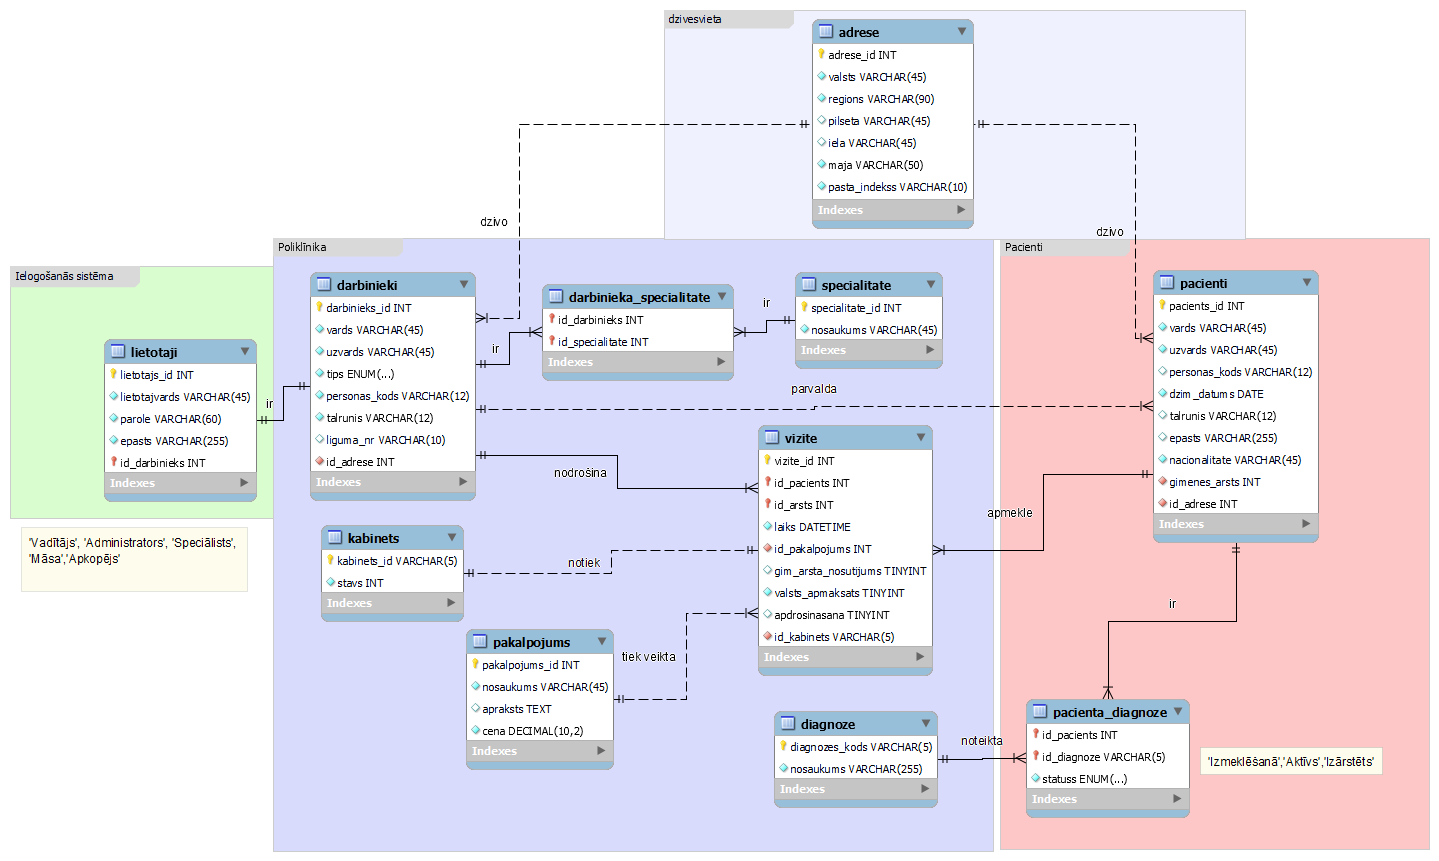 dzivesvieta
adrese
adrese_id INT
valsts VARCHAR(45)
regions VARCHAR(90)
pilseta VARCHAR(45)
iela VARCHAR(45)
maja VARCHAR(50)
pasta_indekss VARCHAR(10)
Indexes
dzivo
dzivo
Ielogošanās sistēma
lietotaji
lietotajs_id INT
lietotajvards VARCHAR(45)
parole VARCHAR(60)
epasts VARCHAR(255)
id_darbinieks INT
Indexes
ir
'Vadītājs', 'Administrators', 'Speciālists',
'Māsa','Apkopējs'
Poliklīnika
darbinieki
darbinieks_id INT
vards VARCHAR(45)
uzvards VARCHAR(45)
tips ENUM(...)
personas_kods VARCHAR(12)
talrunis VARCHAR(12)
liguma_nr VARCHAR(10)
id_adrese INT
Indexes
ir
darbinieka_specialitate
id_darbinieks INT
id_specialitate INT
Indexes
ir
specialitate
specialitate_id INT
nosaukums VARCHAR(45)
Indexes
parvalda
nodrošina
vizite
vizite_id INT
id_pacients INT
id_arsts INT
laiks DATETIME
id_pakalpojums INT
gim_arsta_nosutijums TINYINT
valsts_apmaksats TINYINT
apdrosinasana TINYINT
id_kabinets VARCHAR(5)
Indexes
kabinets
kabinets_id VARCHAR(5)
stavs INT
Indexes
notiek
pakalpojums
pakalpojums_id INT
nosaukums VARCHAR(45)
apraksts TEXT
cena DECIMAL(10,2)
Indexes
tiek veikta
diagnoze
diagnozes_kods VARCHAR(5)
nosaukums VARCHAR(255)
Indexes
noteikta
Pacienti
pacienti
pacients_id INT
vards VARCHAR(45)
uzvards VARCHAR(45)
personas_kods VARCHAR(12)
dzim_datums DATE
talrunis VARCHAR(12)
epasts VARCHAR(255)
nacionalitate VARCHAR(45)
gimenes_arsts INT
id_adrese INT
Indexes
apmekle
ir
pacienta_diagnoze
id_pacients INT
id_diagnoze VARCHAR(5)
statuss ENUM(...)
Indexes
'Izmeklēšanā','Aktīvs','Izārstēts'